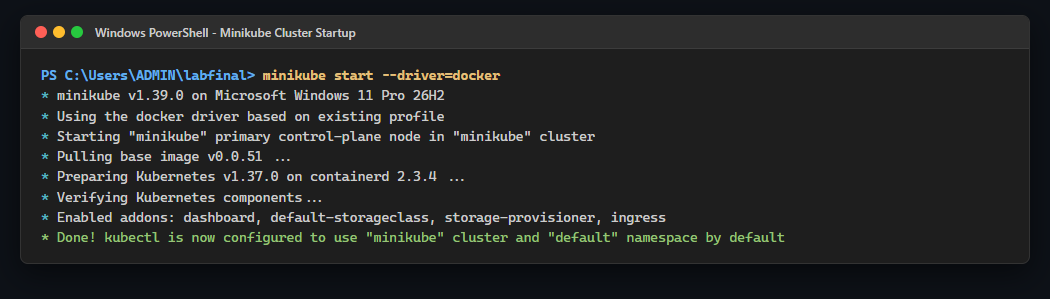 Windows PowerShell - Minikube Cluster Startup
PS C:\Users\ADMIN\labfinal> minikube start --driver=docker
* minikube v1.39.0 on Microsoft Windows 11 Pro 26H2
* Using the docker driver based on existing profile
* Starting "minikube" primary control-plane node in "minikube" cluster
* Pulling base image v0.0.51 ...
* Preparing Kubernetes v1.37.0 on containerd 2.3.4 ...
* Verifying Kubernetes components...
* Enabled addons: dashboard, default-storageclass, storage-provisioner, ingress
* Done! kubectl is now configured to use "minikube" cluster and "default" namespace by default